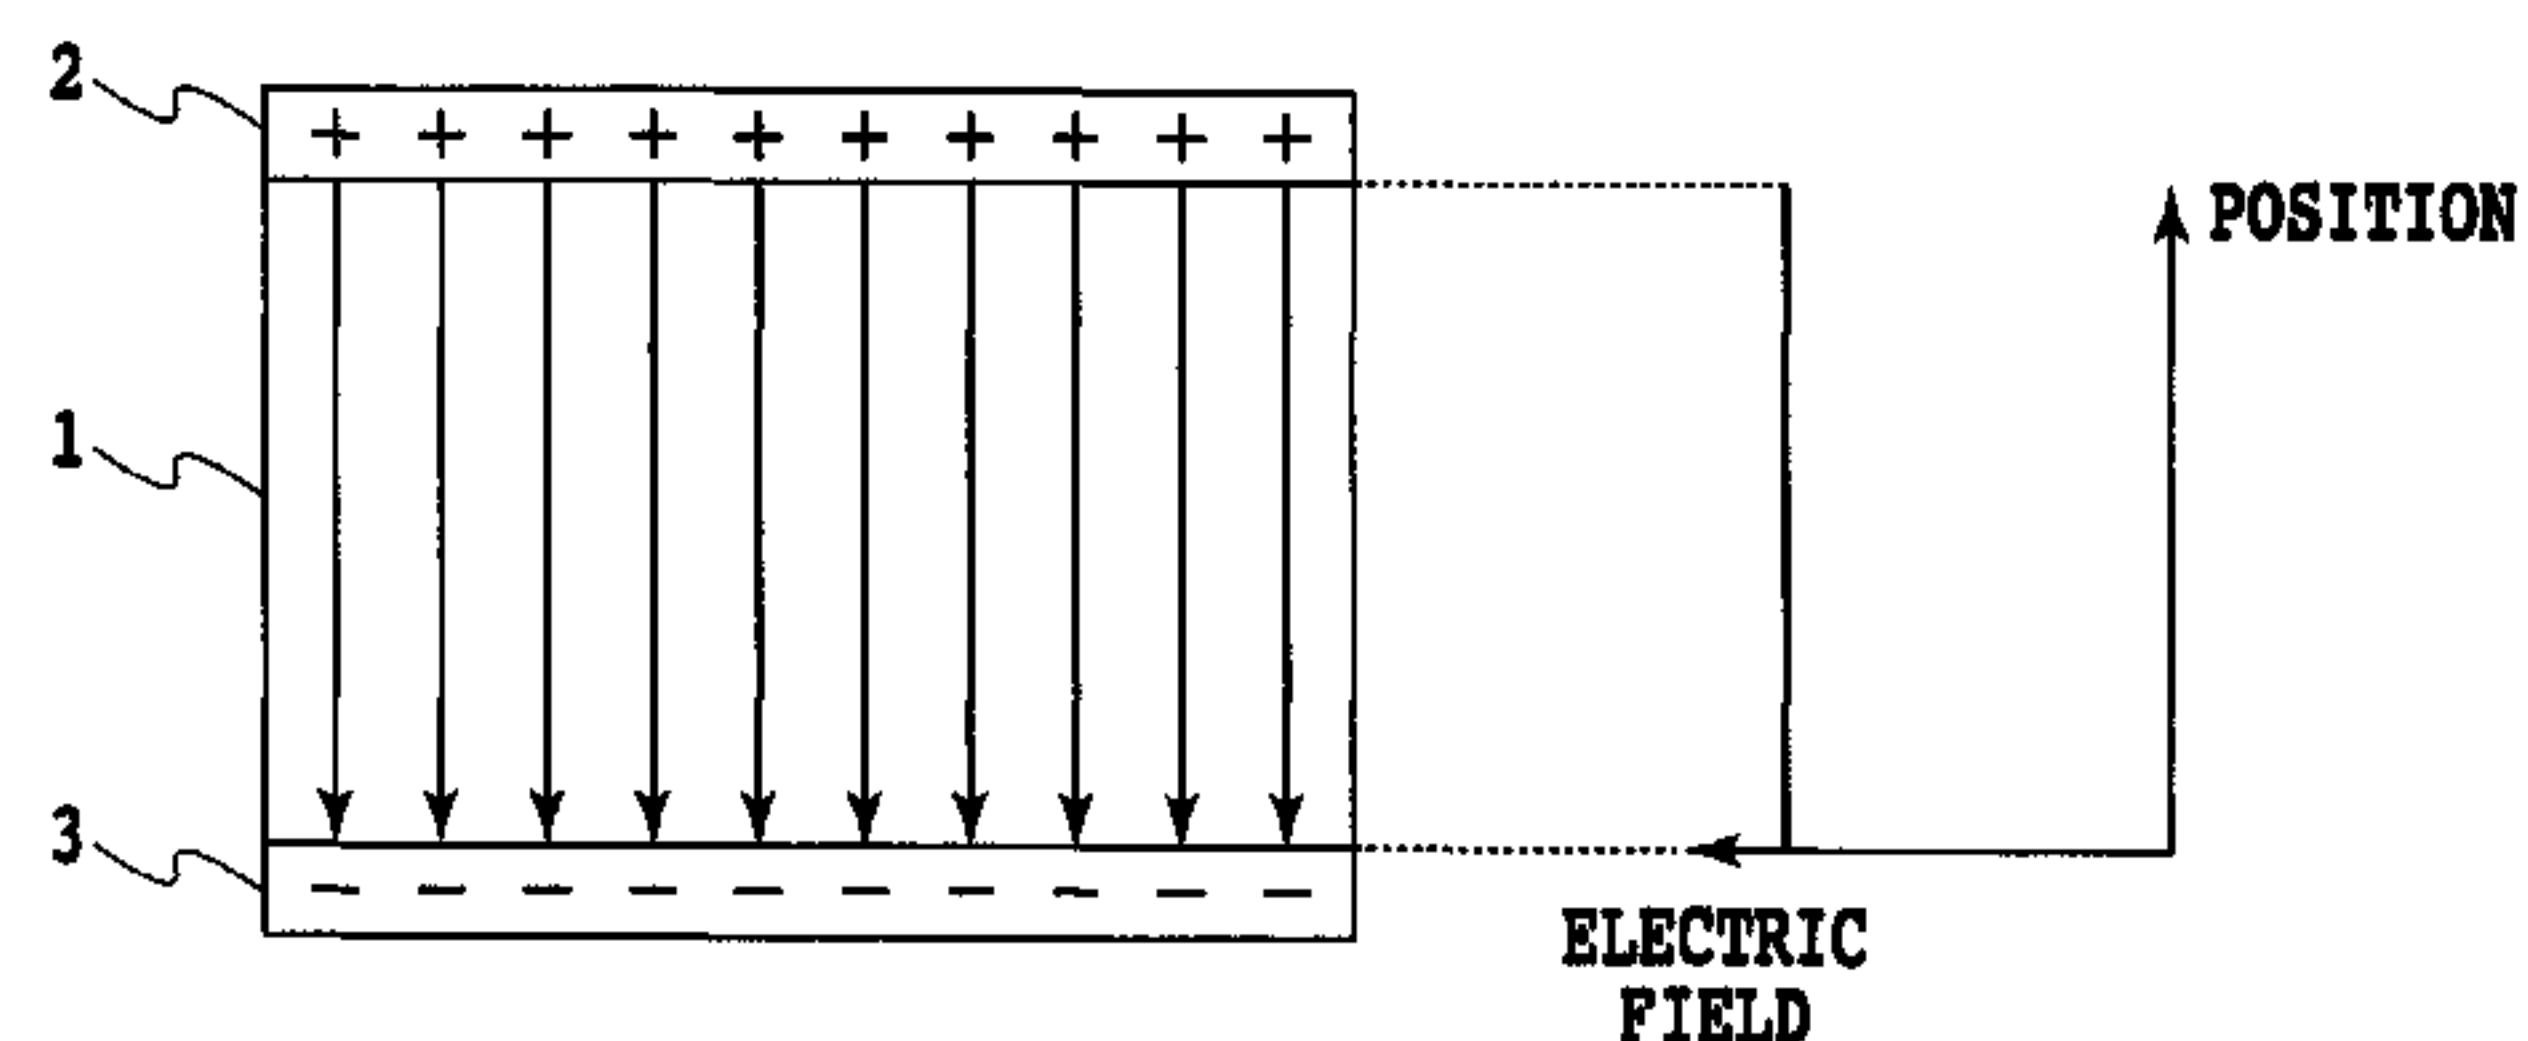 2
+ + + + + + + + + +
POSITION
1
3
− − − − − − − − − −
ELECTRIC
FIELD